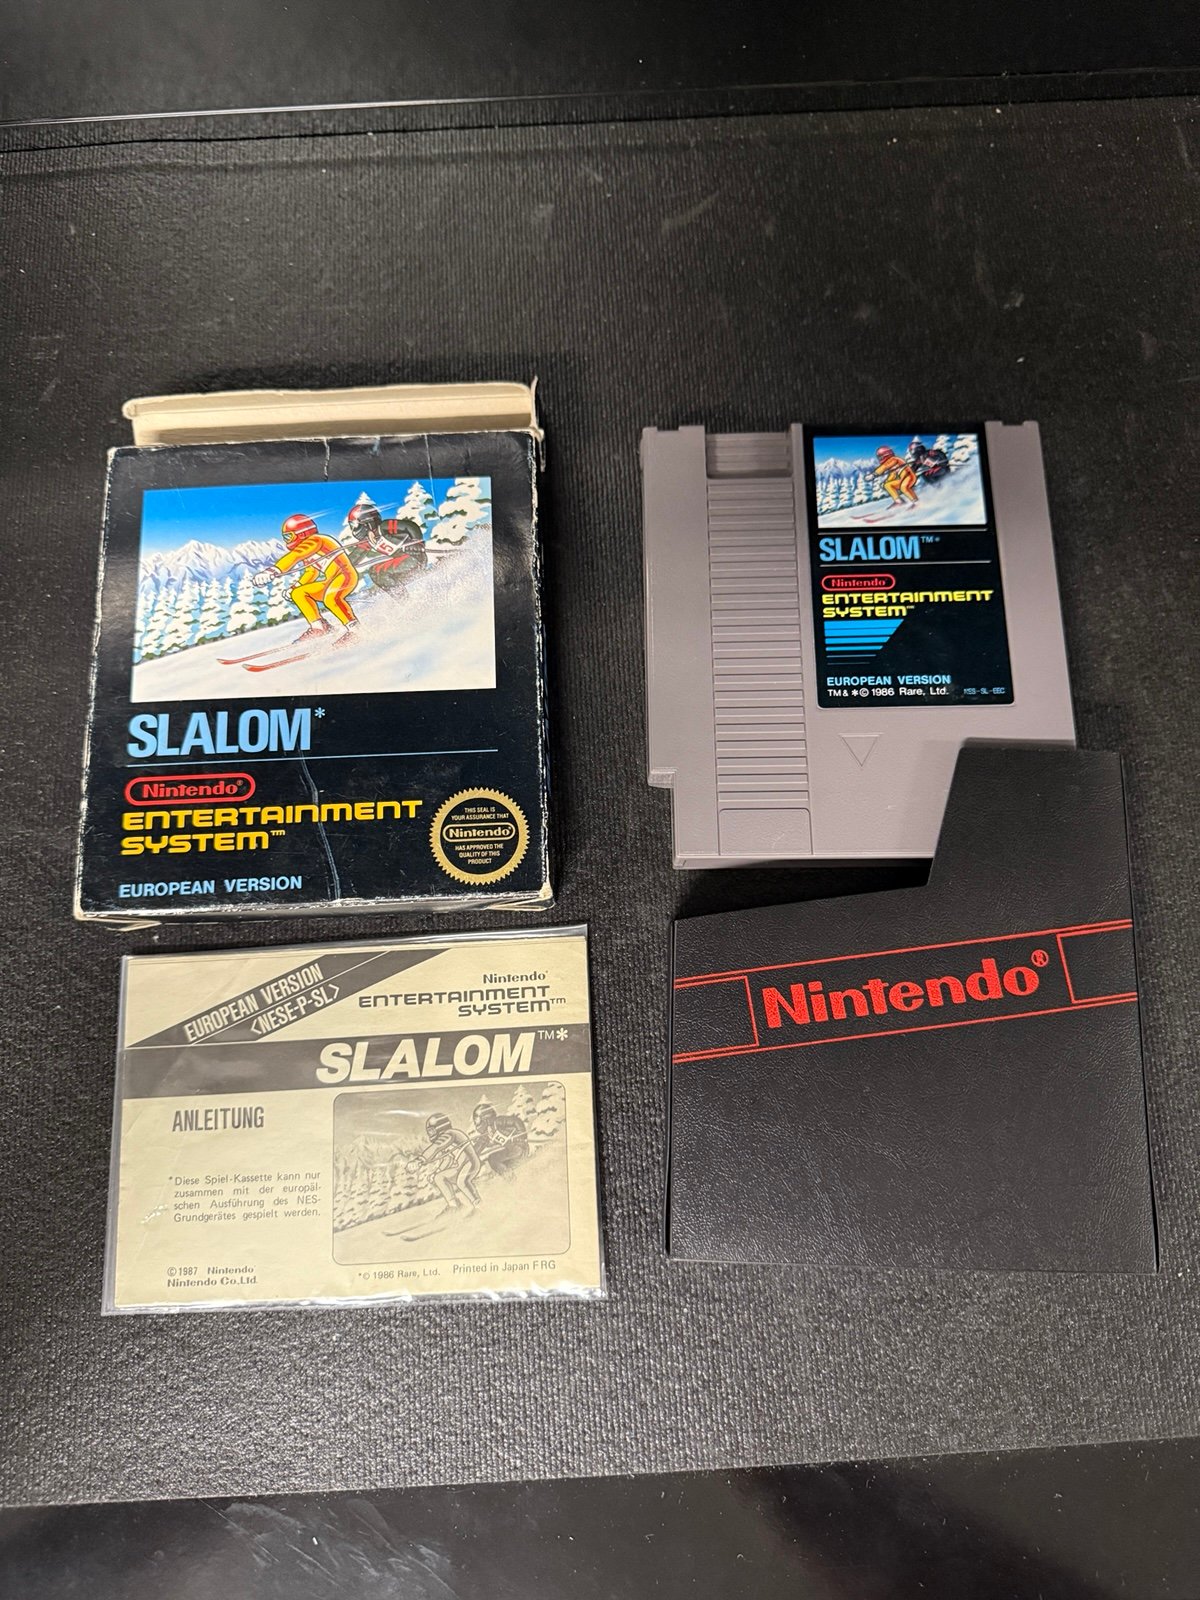 SLALOM*
Nintendo®
ENTERTAINMENT
SYSTEM™
EUROPEAN VERSION
THIS SEAL IS
YOUR ASSURANCE THAT
Nintendo®
HAS APPROVED THE
QUALITY OF THIS
PRODUCT
SLALOM™*
Nintendo®
ENTERTAINMENT
SYSTEM™
EUROPEAN VERSION
TM & *© 1986 Rare, Ltd. NES-SL-EEC
EUROPEAN VERSION
<NESE-P-SL>
Nintendo®
ENTERTAINMENT
SYSTEM™
SLALOM™*
ANLEITUNG
*Diese Spiel-Kassette kann nur
zusammen mit der europäi-
schen Ausführung des NES-
Grundgerätes gespielt werden.
©1987 Nintendo
Nintendo Co., Ltd.
*© 1986 Rare, Ltd. Printed in Japan FRG
Nintendo®